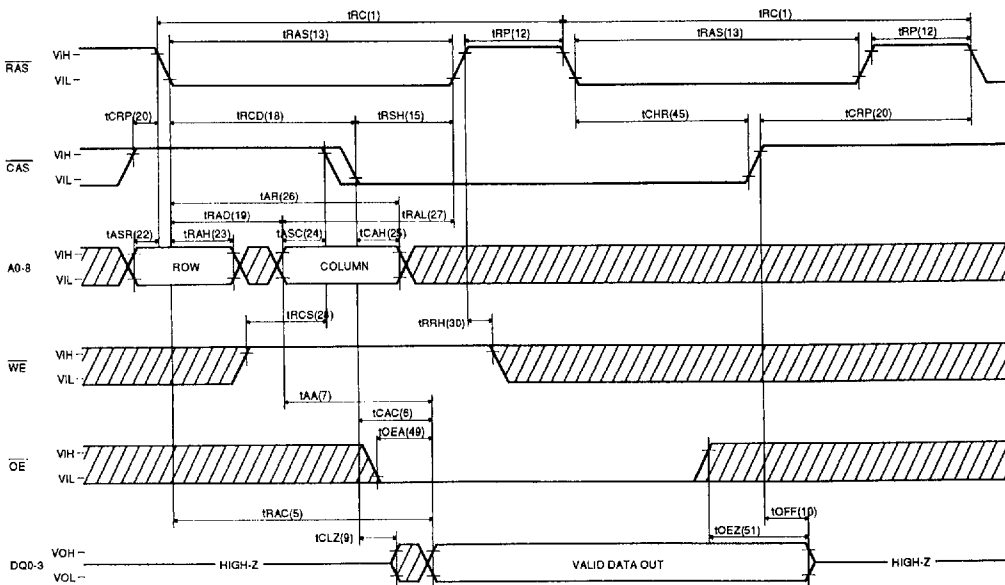 tRC(1) tRC(1)
tRAS(13) tRP(12) tRAS(13) tRP(12)
RAS VIH VIL
tCRP(20) tRCD(18) tRSH(15) tCHR(45) tCRP(20)
CAS VIH VIL
tAR(26)
tRAD(19) tRAL(27)
tASR(22) tRAH(23) tASC(24) tCAH(25)
A0-8 VIH VIL ROW COLUMN
tRCS(28) tRRH(30)
WE VIH VIL
tAA(7)
tCAC(6)
tOEA(49)
OE VIH VIL
tRAC(5) tOFF(10)
tCLZ(9) tOEZ(51)
DQ0-3 VOH VOL HIGH-Z VALID DATA OUT HIGH-Z